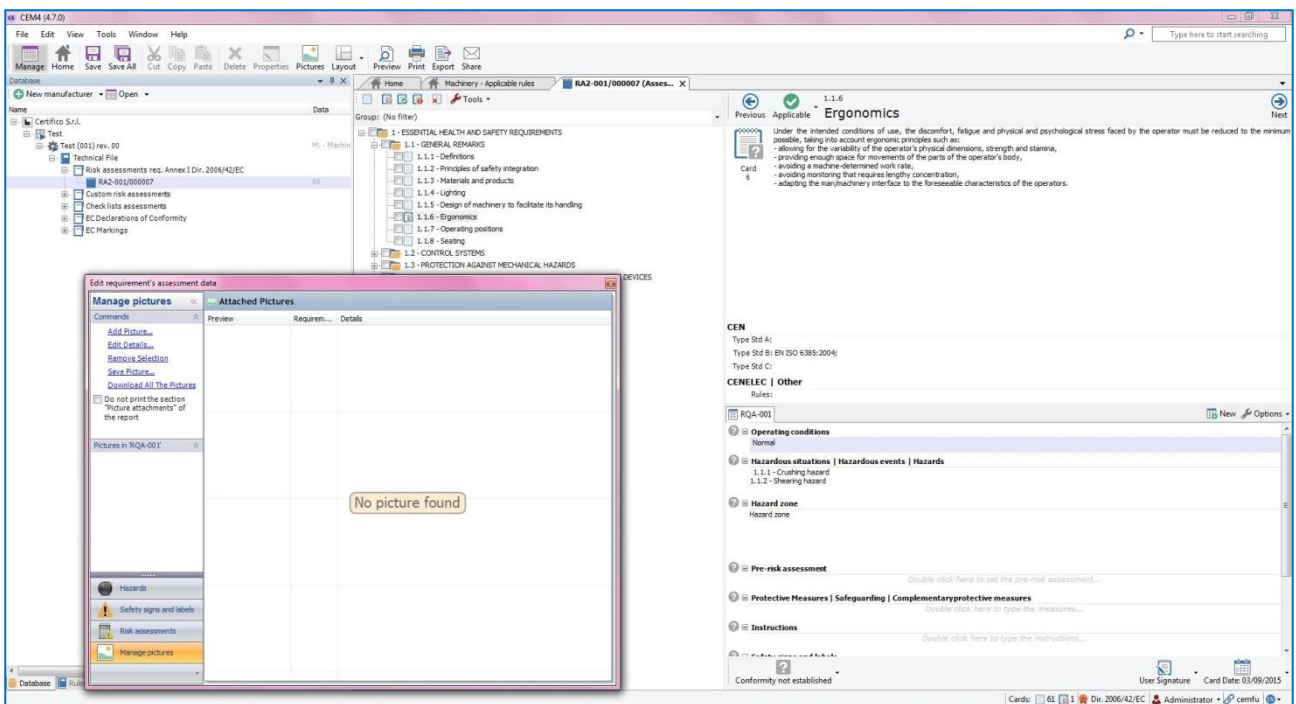 CEM4 (4.7.0)
File Edit View Tools Window Help
Type here to start searching
Manage Home Save Save All Cut Copy Paste Delete Properties Pictures Layout Preview Print Export Share
Database
New manufacturer Open
Name Data
Certifico S.r.l.
Test
Test (001) rev. 00 M. - Machin
Technical File
Risk assessments req. Annex I Dir. 2006/42/EC
RA2-001/000007 00
Custom risk assessments
Check lists assessments
EC Declarations of Conformity
EC Markings
Home Machinery - Applicable rules RA2-001/000007 (Asses... X
Tools
Group: (No filter)
1 - ESSENTIAL HEALTH AND SAFETY REQUIREMENTS
1.1 - GENERAL REMARKS
1.1.1 - Definitions
1.1.2 - Principles of safety integration
1.1.3 - Materials and products
1.1.4 - Lighting
1.1.5 - Design of machinery to facilitate its handling
1.1.6 - Ergonomics
1.1.7 - Operating positions
1.1.8 - Seating
1.2 - CONTROL SYSTEMS
1.3 - PROTECTION AGAINST MECHANICAL HAZARDS
DEVICES
Previous Applicable 1.1.6 Ergonomics Next
Card 6
Under the intended conditions of use, the discomfort, fatigue and physical and psychological stress faced by the operator must be reduced to the minimum
possible, taking into account ergonomic principles such as:
- allowing for the variability of the operator's physical dimensions, strength and stamina,
- providing enough space for movements of the parts of the operator's body,
- avoiding a machine-determined work rate,
- avoiding monitoring that requires lengthy concentration,
- adapting the man/machinery interface to the foreseeable characteristics of the operators.
CEN
Type Std A:
Type Std B: EN ISO 6385:2004;
Type Std C:
CENELEC | Other
Rules:
RQA-001 New Options
Operating conditions
Normal
Hazardous situations | Hazardous events | Hazards
1.1.1 - Crushing hazard
1.1.2 - Shearing hazard
Hazard zone
Hazard zone
Pre-risk assessment
Double click here to set the pre-risk assessment...
Protective Measures | Safeguarding | Complementaryprotective measures
Double click here to type the measures...
Instructions
Double click here to type the instructions...
Conformity not established
User Signature Card Date: 03/09/2015
Edit requirement's assessment data
Manage pictures
Commands
Add Picture...
Edit Details...
Remove Selection
Save Picture...
Download All The Pictures
Do not print the section
"Picture attachments" of
the report
Pictures in 'RQA-001'
Hazards
Safety signs and labels
Risk assessments
Manage pictures
Attached Pictures
Preview Requirem... Details
No picture found
Database
Cards: 61 1 Dir. 2006/42/EC Administrator cemfu